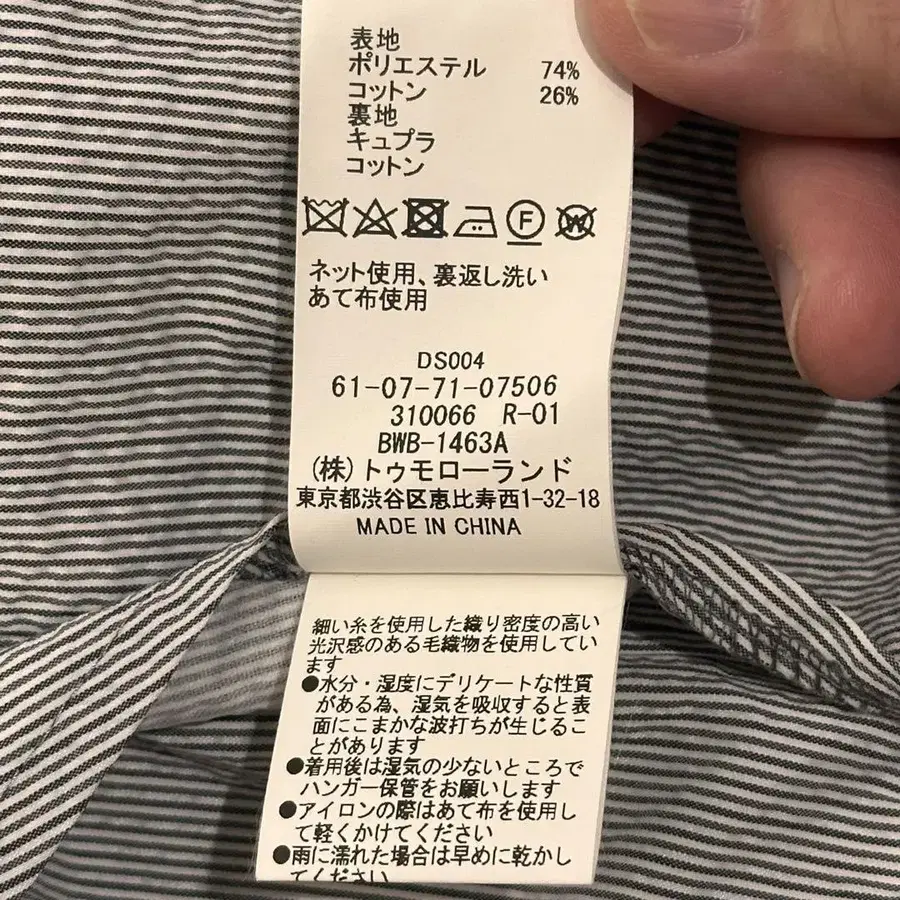 表地
ポリエステル 74%
コットン 26%
裏地
キュプラ
コットン
F W
ネット使用、裏返し洗い
あて布使用
DS004
61-07-71-07506
310066 R-01
BWB-1463A
(株)トゥモローランド
東京都渋谷区恵比寿西1-32-18
MADE IN CHINA
細い糸を使用した織り密度の高い
光沢感のある毛織物を使用してい
ます
●水分・湿度にデリケートな性質
がある為、湿気を吸収すると表
面にこまかな波打ちが生じるこ
とがあります
●着用後は湿気の少ないところで
ハンガー保管をお願いします
●アイロンの際はあて布を使用し
て軽くかけてください
●雨に濡れた場合は早めに乾かし
てください